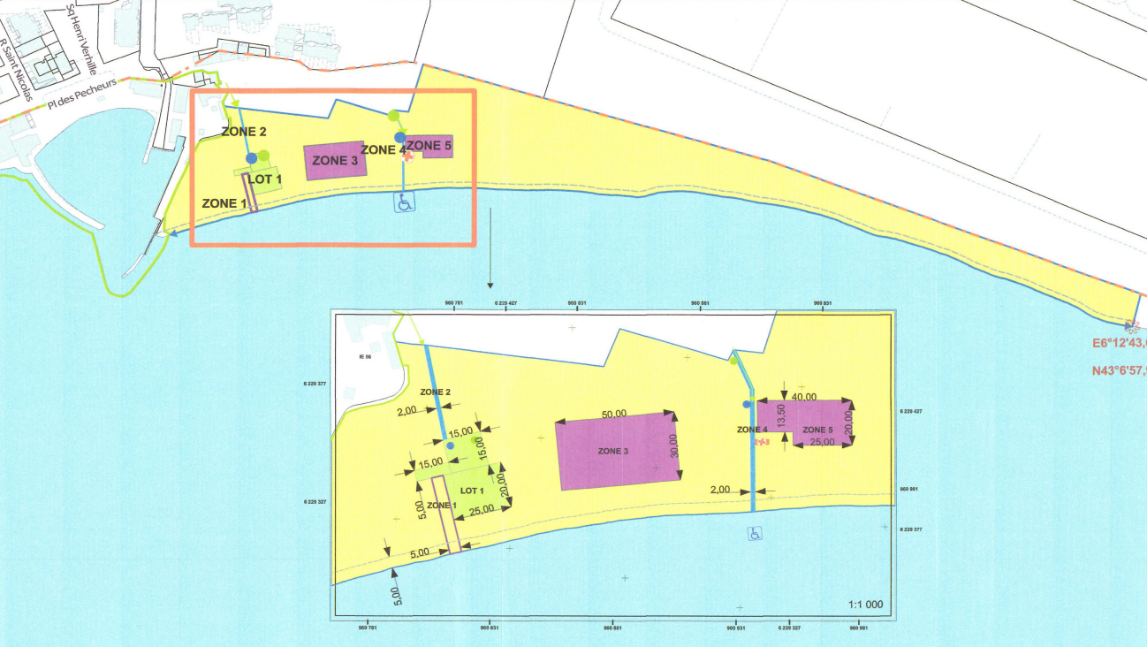 Sq Henri Verhille
R Saint Nicolas
Pl des Pecheurs
ZONE 2
ZONE 3
ZONE 4
ZONE 5
LOT 1
ZONE 1
E6°12'43,
N43°6'57,
IE 56
ZONE 2
2,00
15,00
15,00
15,00
LOT 1
20,00
ZONE 1
5,00
25,00
5,00
5,00
50,00
ZONE 3
30,00
40,00
13,50
ZONE 4
ZONE 5
20,00
25,00
2,00
1:1 000